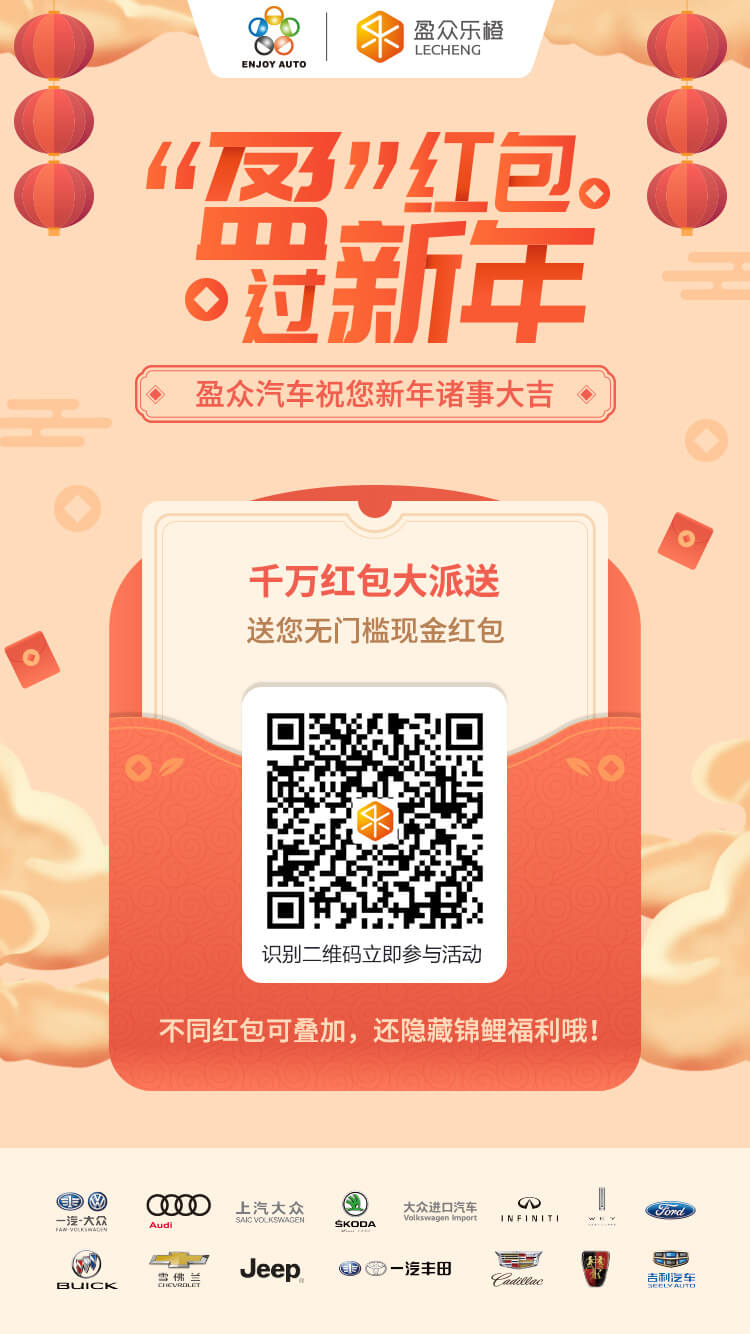 ENJOY AUTO
盈众乐橙
LECHENG
“盈”红包
过新年
盈众汽车祝您新年诸事大吉
千万红包大派送
送您无门槛现金红包
识别二维码立即参与活动
不同红包可叠加，还隐藏锦鲤福利哦！
一汽-大众
FAW-VOLKSWAGEN
Audi
上汽大众
SAIC VOLKSWAGEN
ŠKODA
大众进口汽车
Volkswagen Import
INFINITI
WEY
Ford
BUICK
雪佛兰
CHEVROLET
Jeep
一汽丰田
Cadillac
吉利汽车
GEELY AUTO